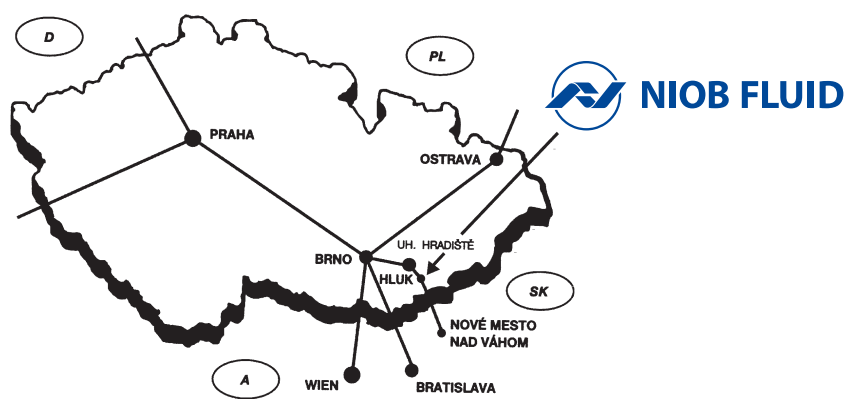 D
PL
NIOB FLUID
PRAHA
OSTRAVA
UH. HRADIŠTĚ
BRNO
HLUK
SK
NOVÉ MESTO
NAD VÁHOM
A
WIEN
BRATISLAVA